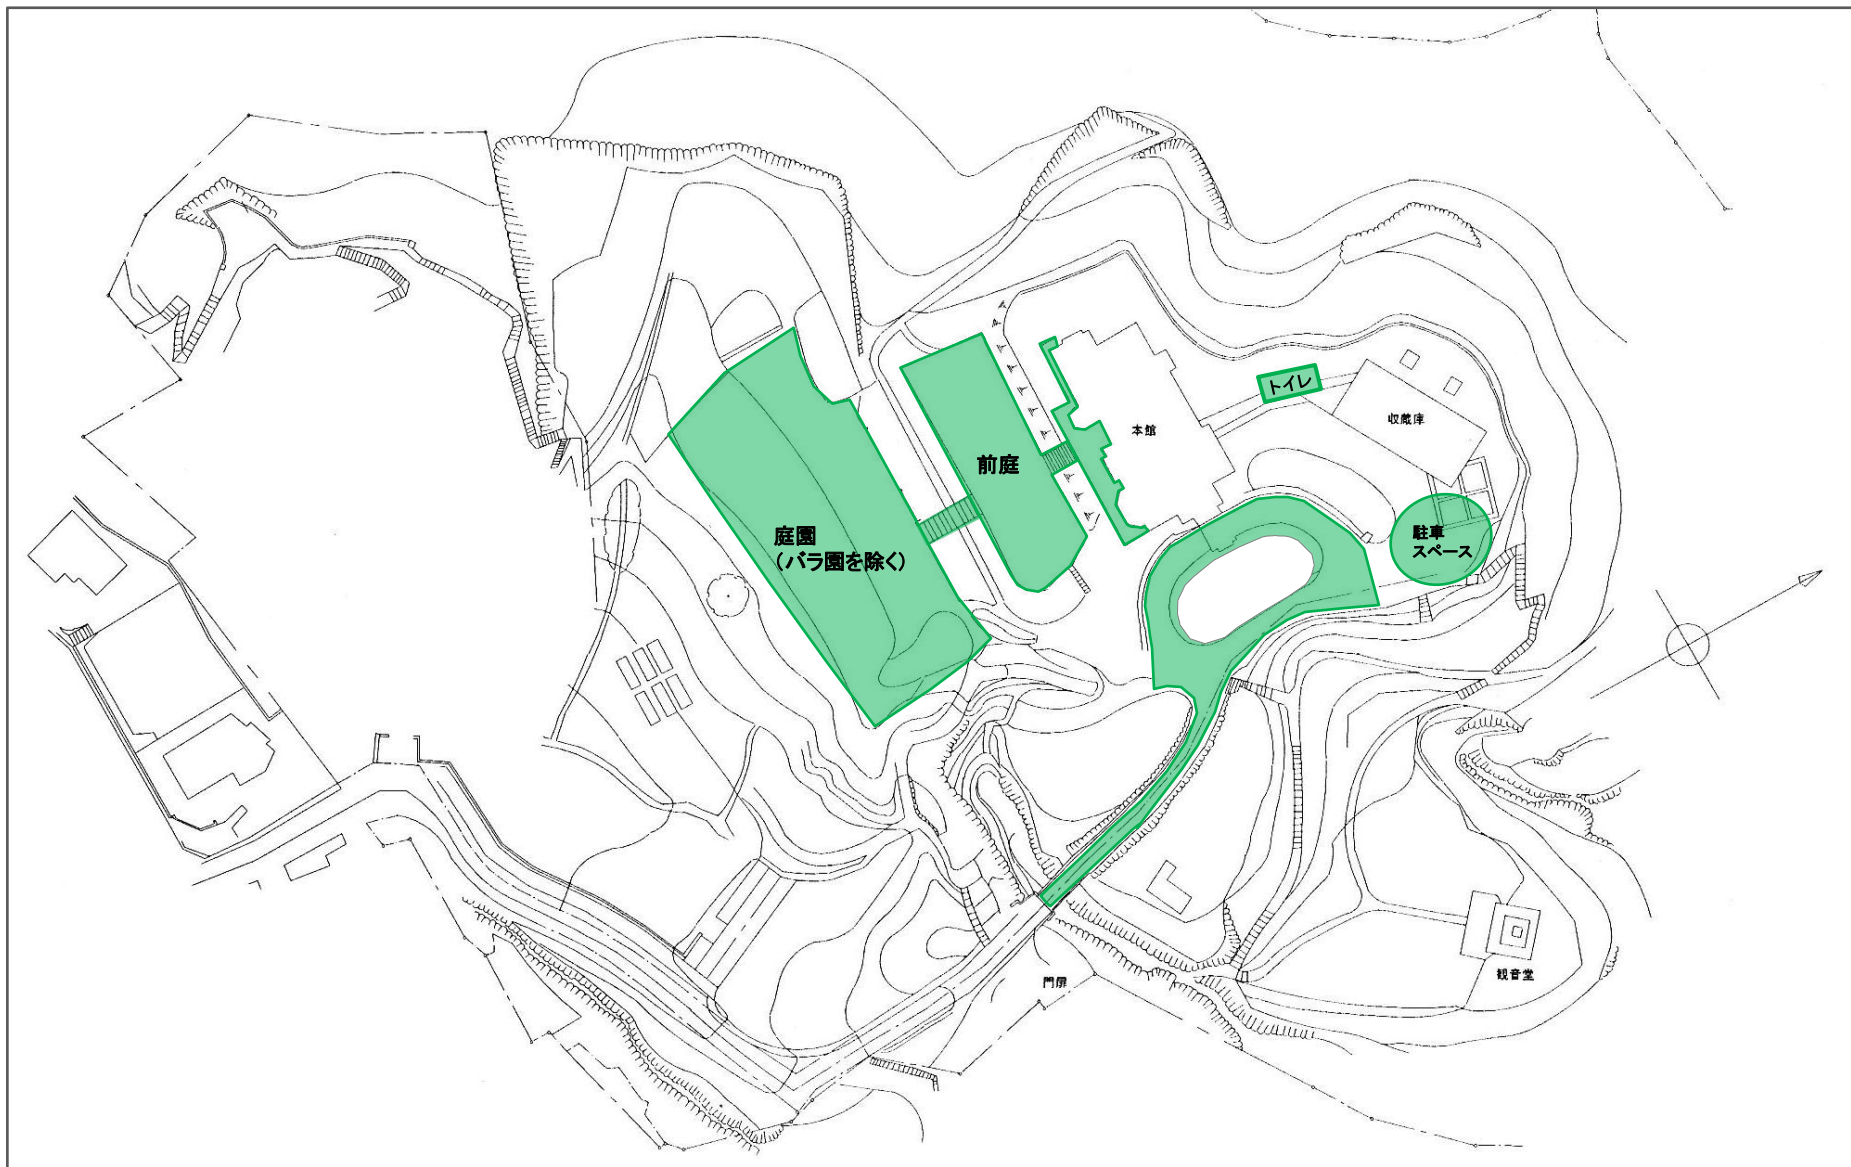 トイレ
収蔵庫
本館
前庭
庭園
(バラ園を除く)
駐車
スペース
門扉
観音堂